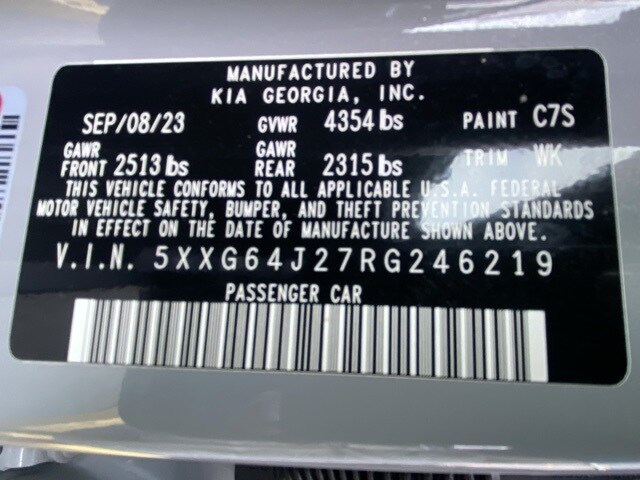 MANUFACTURED BY
KIA GEORGIA, INC.
SEP/08/23 GVWR 4354 lbs PAINT C7S
GAWR FRONT 2513 lbs GAWR REAR 2315 lbs TRIM WK
THIS VEHICLE CONFORMS TO ALL APPLICABLE U.S.A. FEDERAL
MOTOR VEHICLE SAFETY, BUMPER, AND THEFT PREVENTION STANDARDS
IN EFFECT ON THE DATE OF MANUFACTURE SHOWN ABOVE.
V.I.N. 5XXG64J27RG246219
PASSENGER CAR